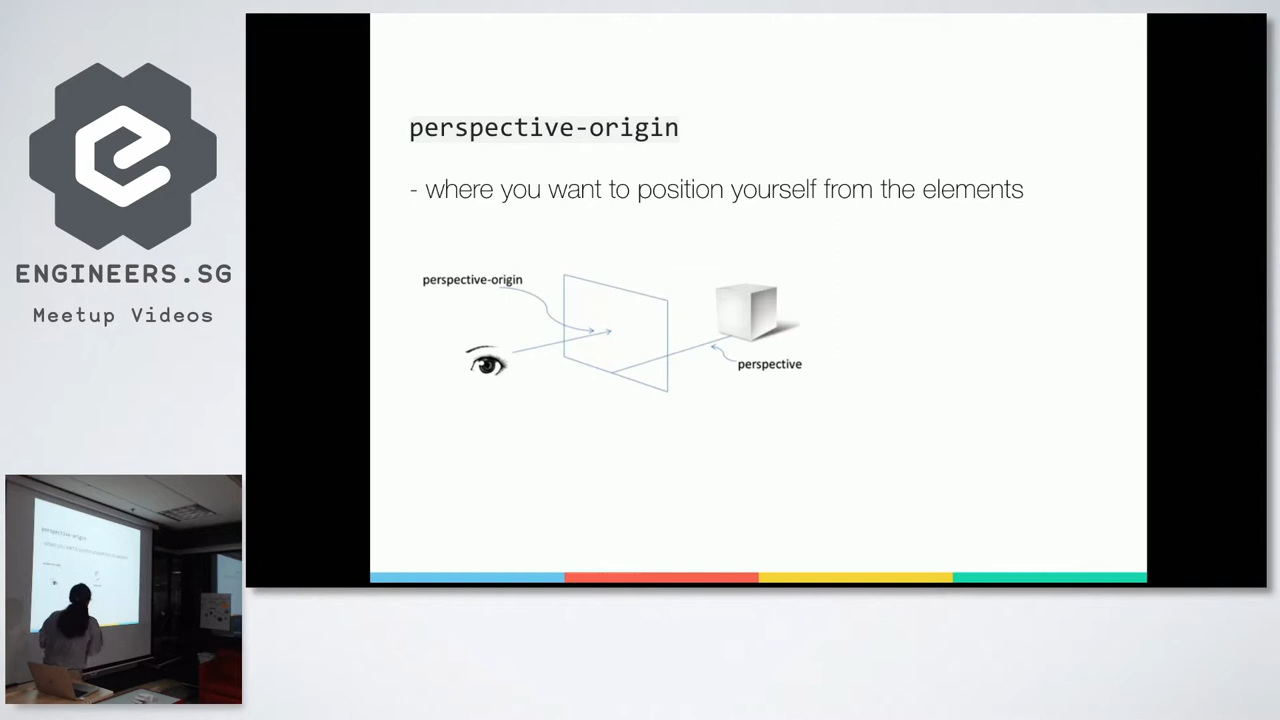 ENGINEERS.SG
Meetup Videos
perspective-origin
- where you want to position yourself from the elements
perspective-origin
perspective